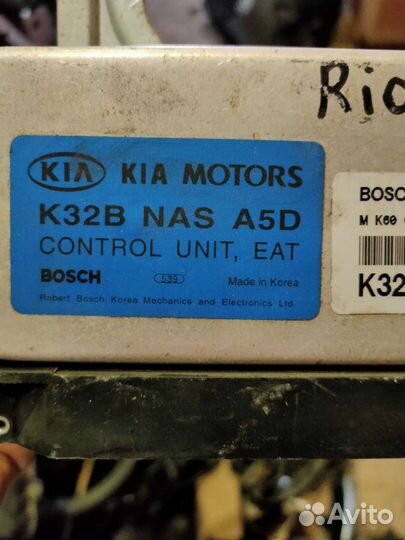 Rio
KIA KIA MOTORS
K32B NAS A5D
CONTROL UNIT, EAT
BOSCH 539 Made in Korea
Robert Bosch Korea Mechanics and Electronics Ltd.
BOSC
M K60
K32
Avito